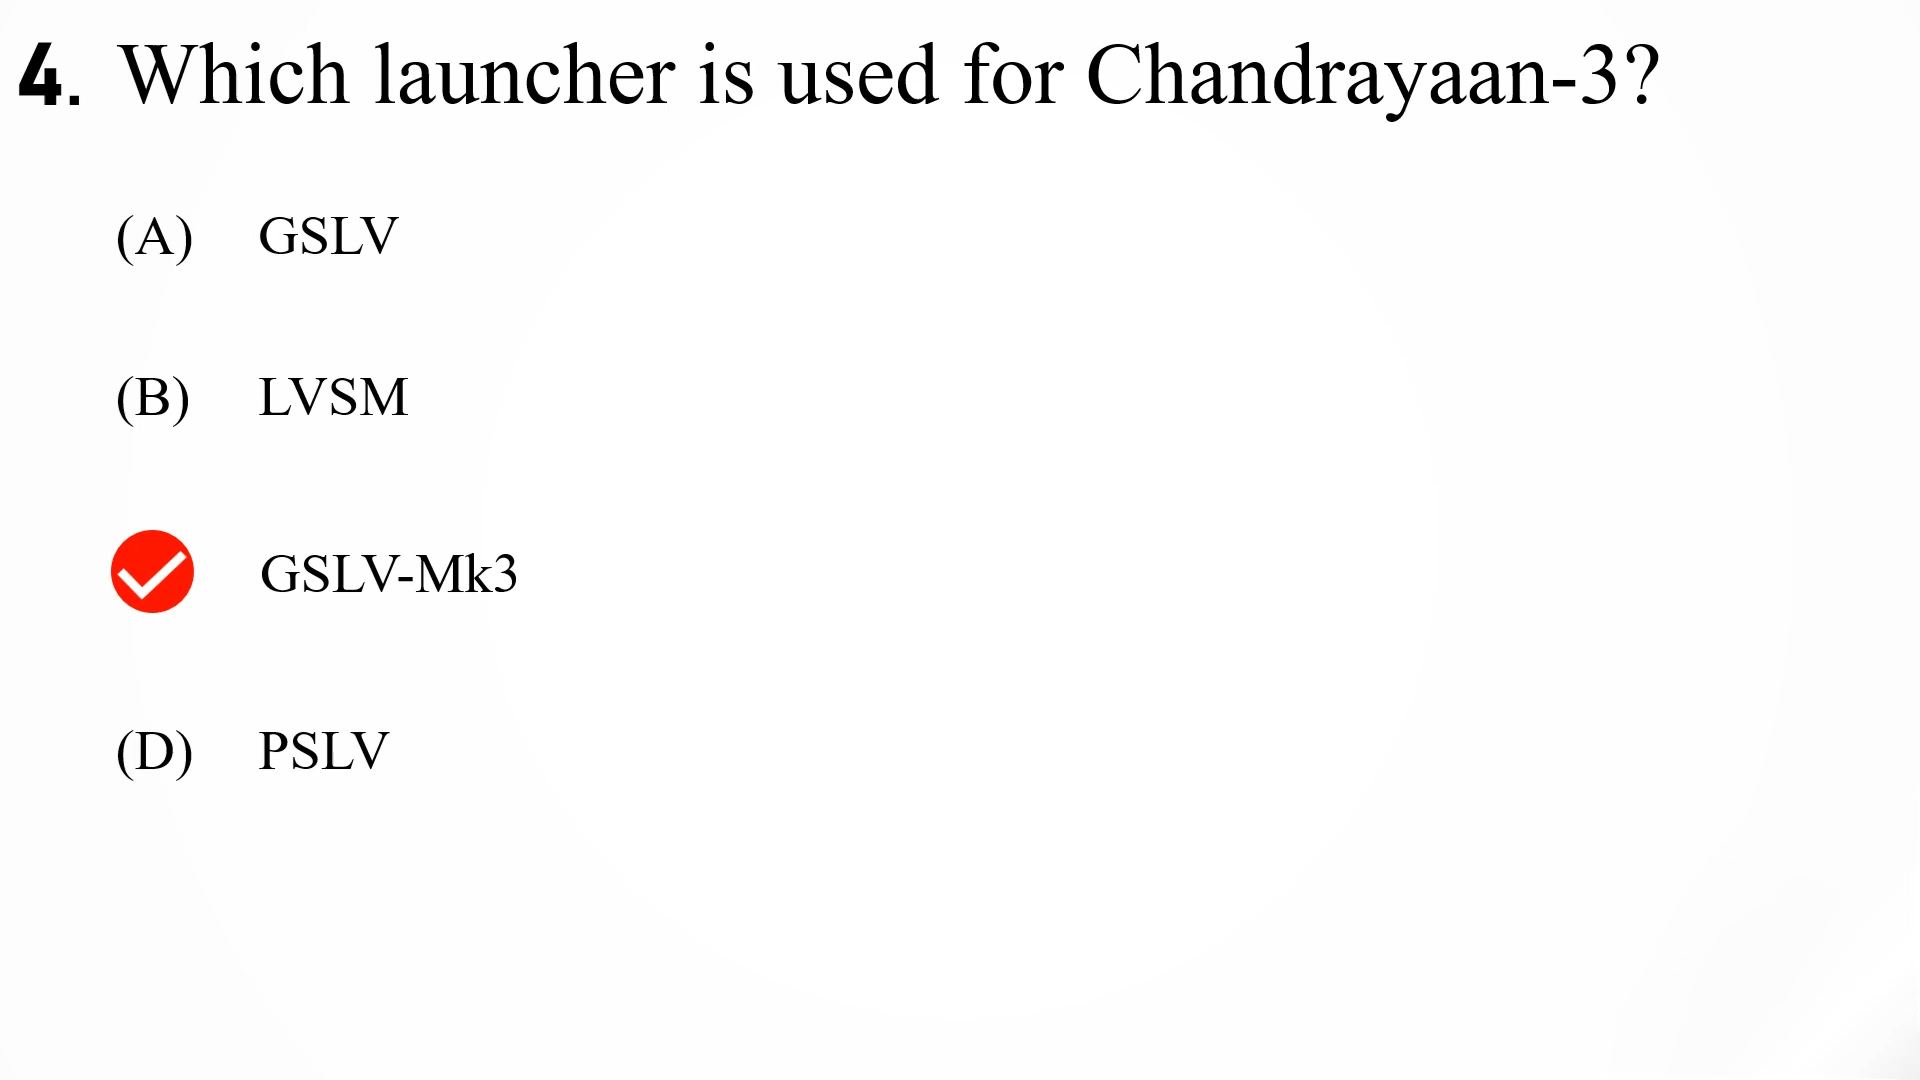 4. Which launcher is used for Chandrayaan-3?
(A) GSLV
(B) LVSM
GSLV-Mk3
(D) PSLV